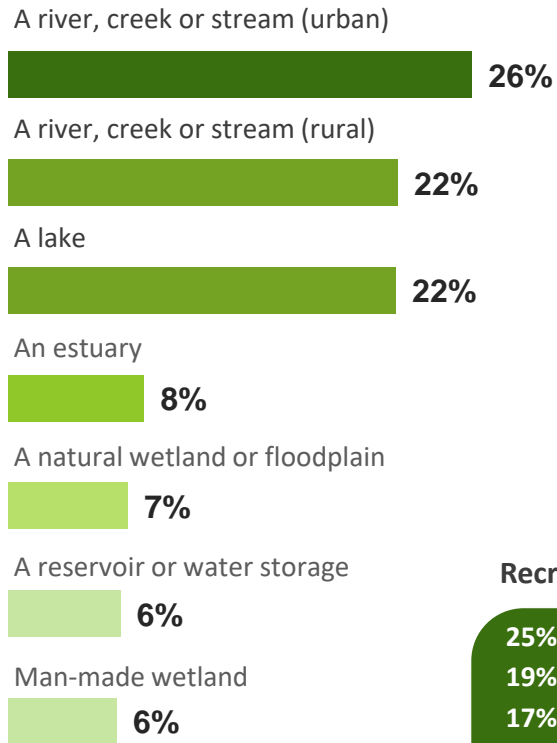 A river, creek or stream (urban)
26%
A river, creek or stream (rural)
22%
A lake
22%
An estuary
8%
A natural wetland or floodplain
7%
A reservoir or water storage
6%
Man-made wetland
6%
Recr
25%
19%
17%